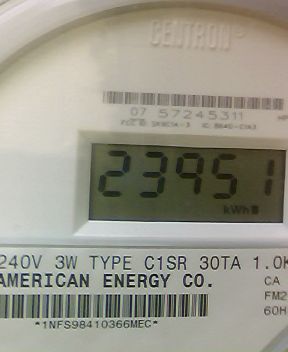 CENTRON®
07 57245311
23951
kWh
240V 3W TYPE C1SR 30TA 1.0K
AMERICAN ENERGY CO.
CA
FM2
60H
*1NFS98410366MEC*